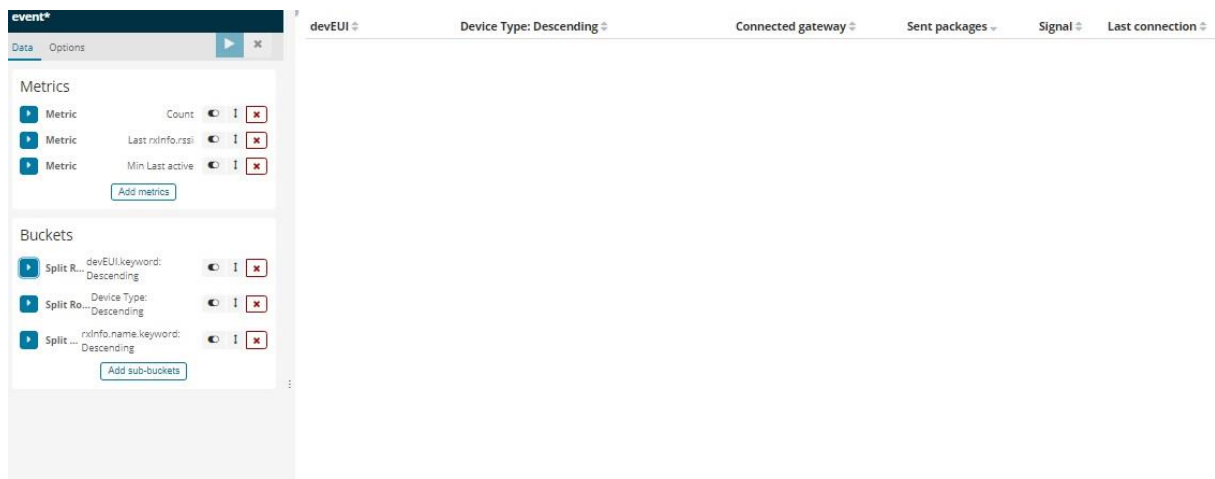 event*
Data Options
Metrics
Metric Count
Metric Last rxInfo.rssi
Metric Min Last active
Add metrics
Buckets
Split R... devEUI.keyword:
Descending
Split Ro... Device Type:
Descending
Split ... rxInfo.name.keyword:
Descending
Add sub-buckets
devEUI Device Type: Descending Connected gateway Sent packages Signal Last connection